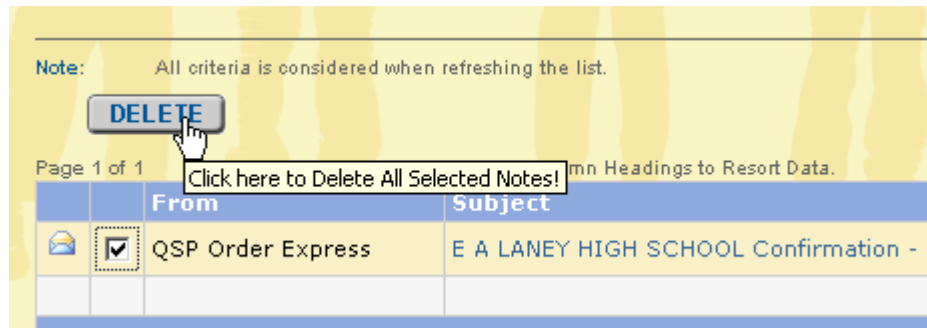 Note: All criteria is considered when refreshing the list.
DELETE
Page 1 of 1 mn Headings to Resort Data.
Click here to Delete All Selected Notes!
From Subject
QSP Order Express E A LANEY HIGH SCHOOL Confirmation -